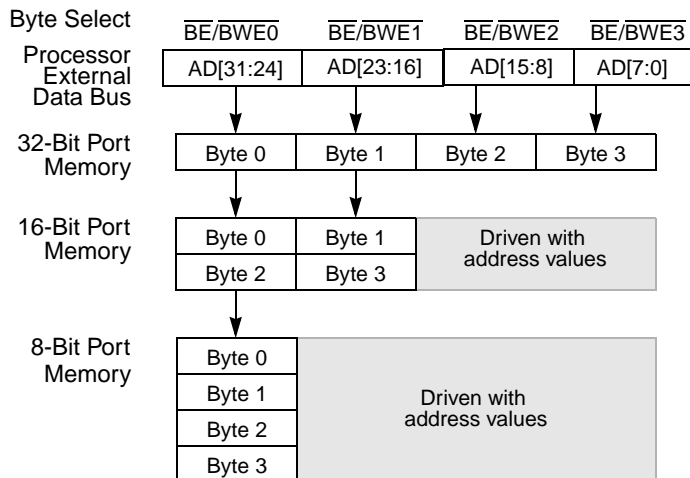 Byte Select
BE/BWE0 BE/BWE1 BE/BWE2 BE/BWE3
Processor
External
Data Bus
AD[31:24] AD[23:16] AD[15:8] AD[7:0]
32-Bit Port
Memory
Byte 0 Byte 1 Byte 2 Byte 3
16-Bit Port
Memory
Byte 0 Byte 1
Byte 2 Byte 3
Driven with
address values
8-Bit Port
Memory
Byte 0
Byte 1
Byte 2
Byte 3
Driven with
address values